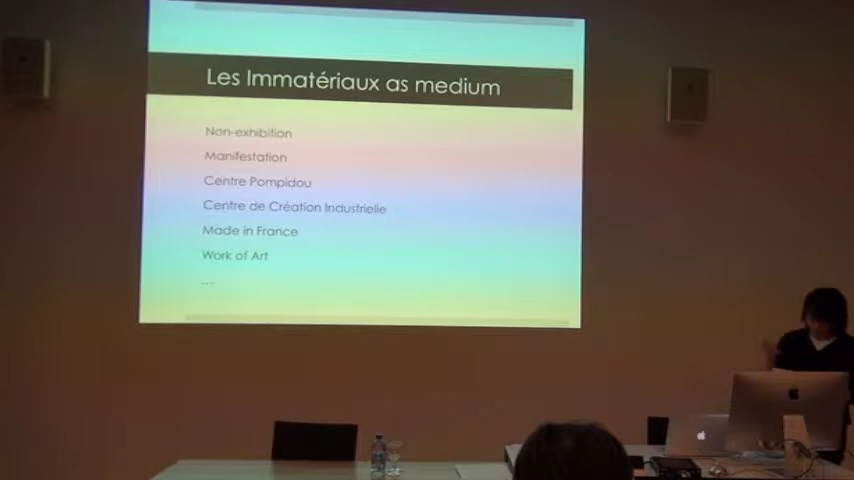 Les Immatériaux as medium
Non-exhibition
Manifestation
Centre Pompidou
Centre de Création Industrielle
Made in France
Work of Art
...